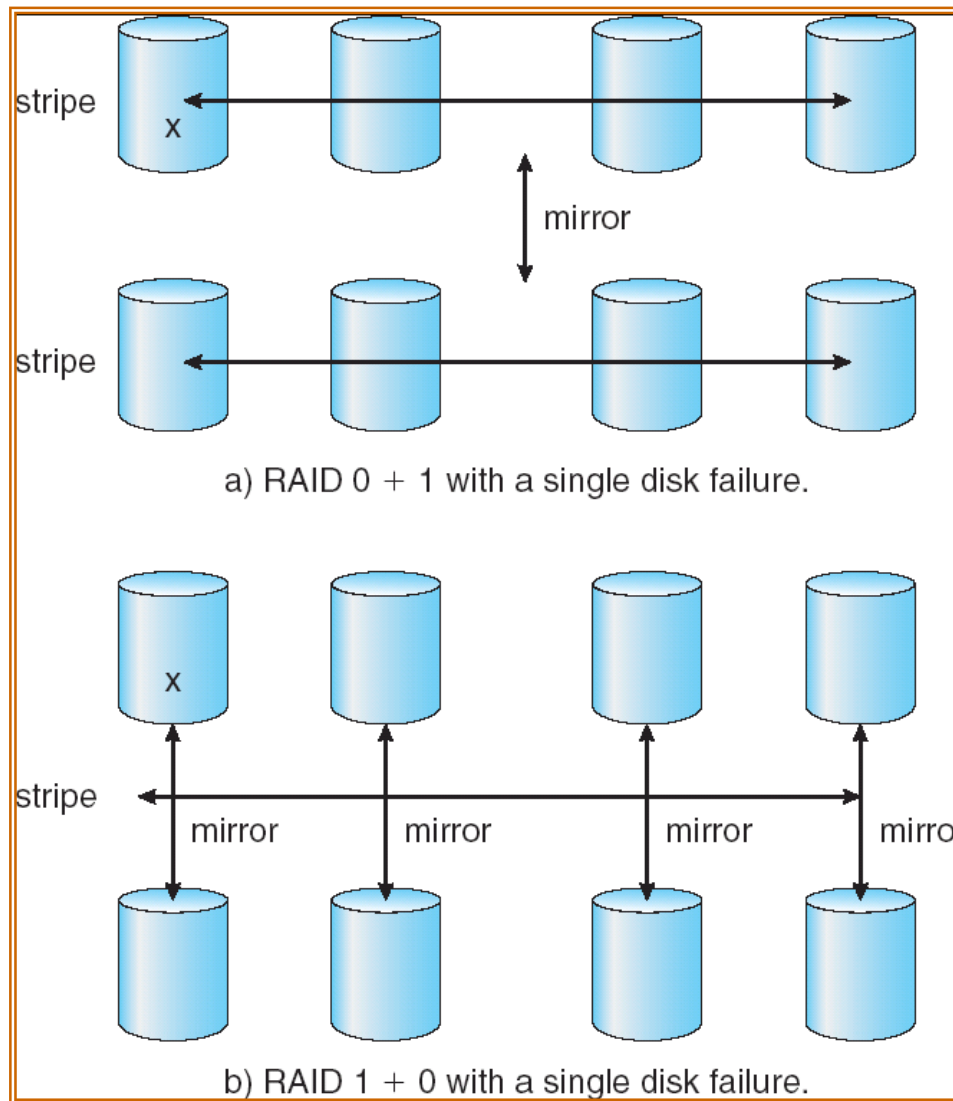 stripe
x
mirror
stripe
a) RAID 0 + 1 with a single disk failure.
x
stripe
mirror mirror mirror mirro
b) RAID 1 + 0 with a single disk failure.